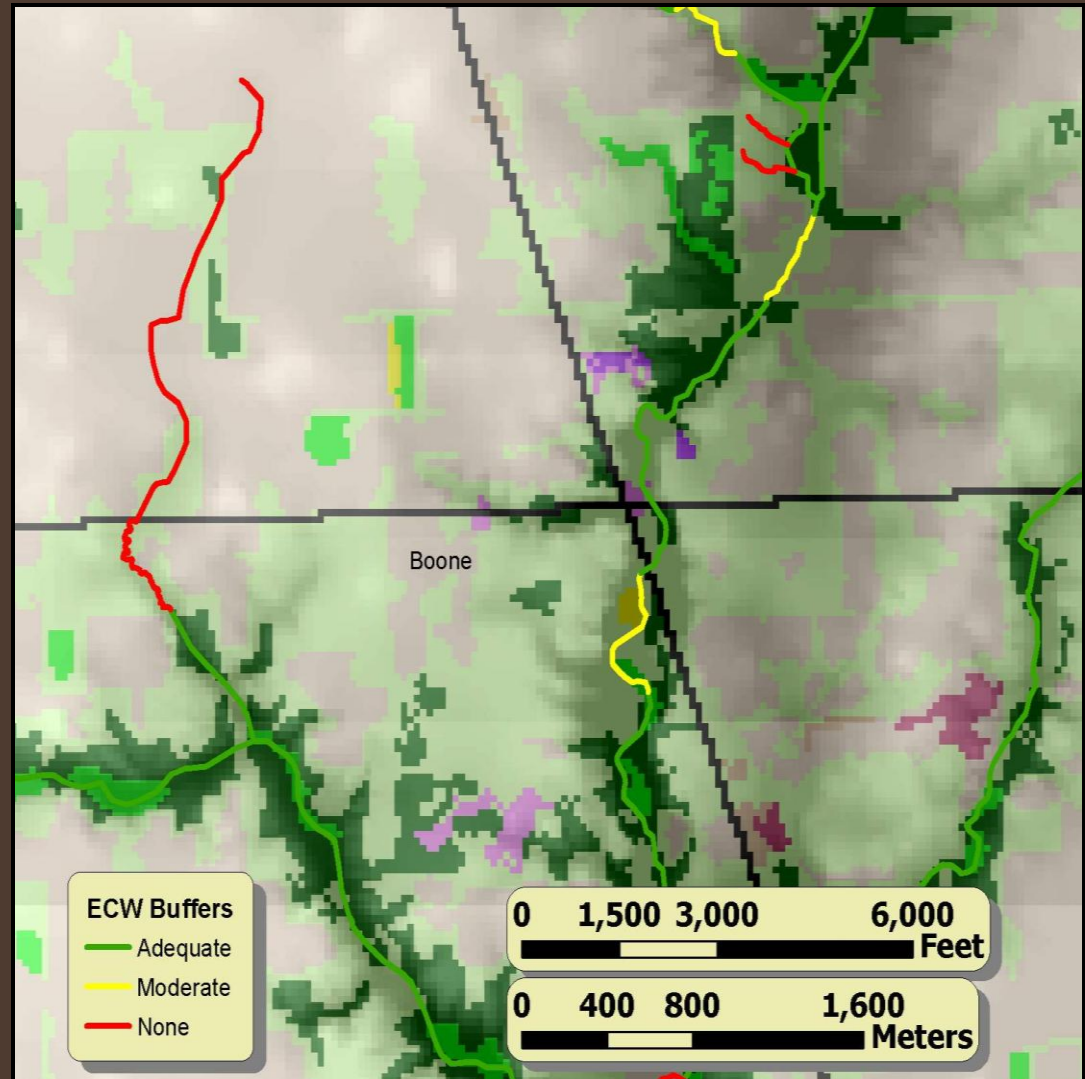 Boone
ECW Buffers
Adequate
Moderate
None
0 1,500 3,000 6,000
Feet
0 400 800 1,600
Meters